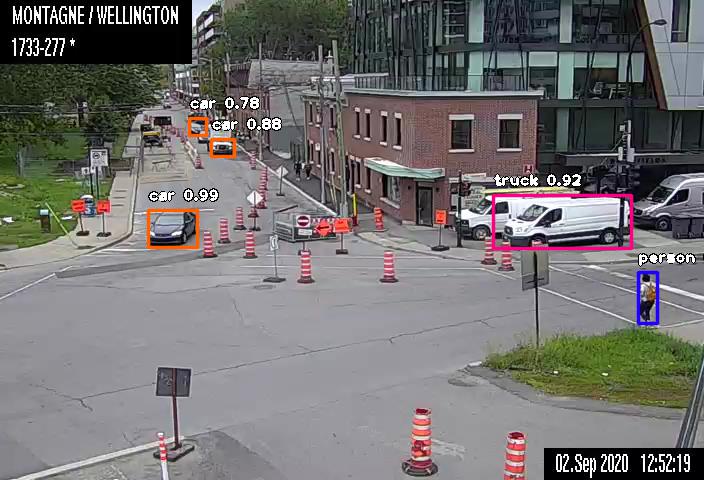 MONTAGNE / WELLINGTON
1733-277 *
car 0.78
car 0.88
car 0.99
truck 0.92
person
02.Sep 2020 12:52:19